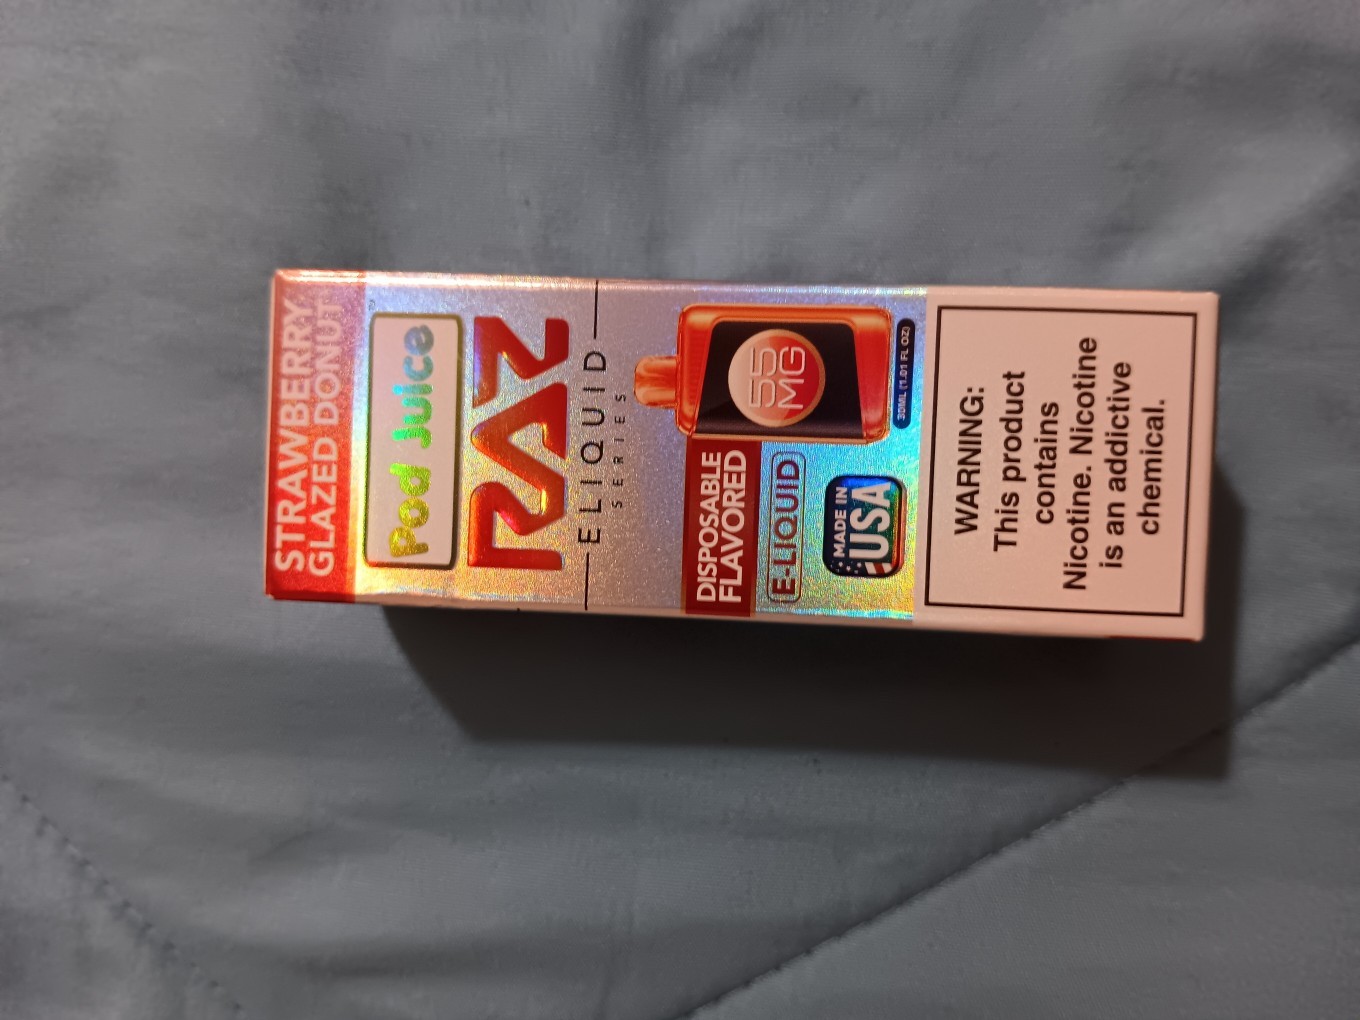 STRAWBERRY
GLAZED DONUT
Pod Juice
RAZ
ELIQUID
SERIES
55
MG
30ML (1.01 FL OZ)
DISPOSABLE
FLAVORED
E-LIQUID
MADE IN
USA
WARNING:
This product
contains
Nicotine. Nicotine
is an addictive
chemical.